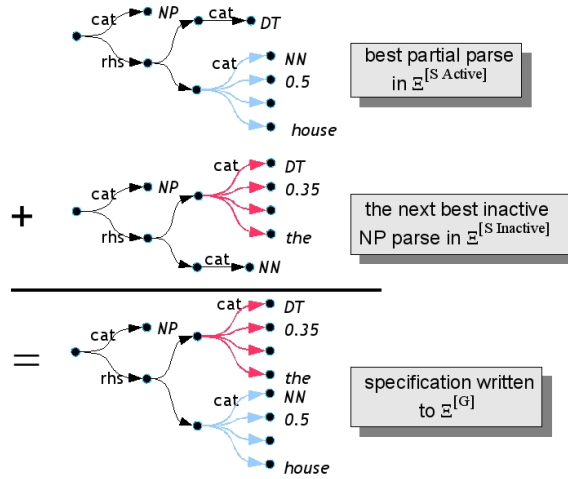 cat NP
DT
rhs
cat NN
0.5
house
best partial parse
in Ξ[S Active]
+
cat NP
rhs
cat DT
0.35
the
cat NN
the next best inactive
NP parse in Ξ[S Inactive]
=
cat NP
rhs
cat DT
0.35
the
cat NN
0.5
house
specification written
to Ξ[G]